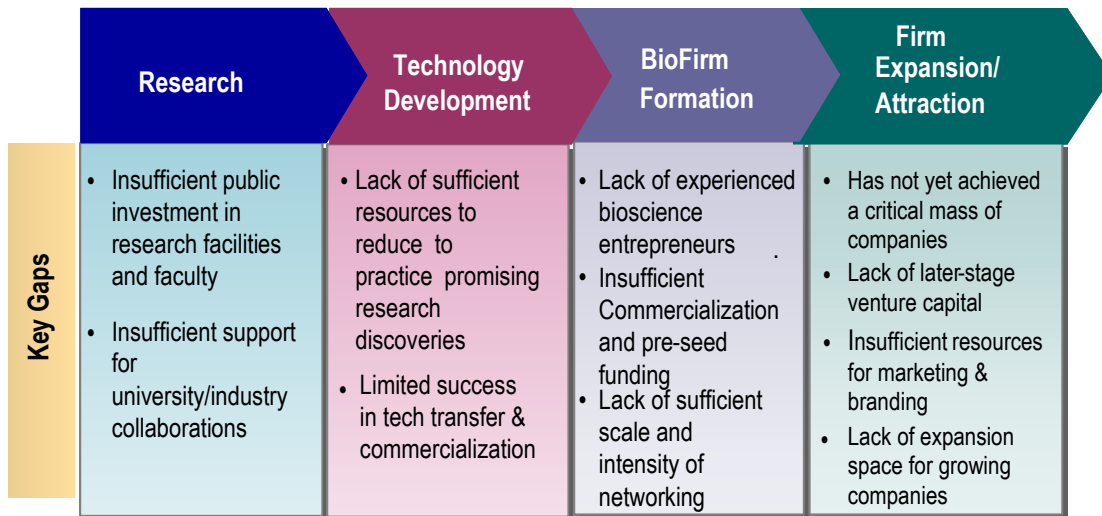 Research
Technology
Development
BioFirm
Formation
Firm
Expansion/
Attraction
Key Gaps
• Insufficient public
investment in
research facilities
and faculty
• Insufficient support
for
university/industry
collaborations
• Lack of sufficient
resources to
reduce to
practice promising
research
discoveries
• Limited success
in tech transfer &
commercialization
• Lack of experienced
bioscience
entrepreneurs .
• Insufficient
Commercialization
and pre-seed
funding
• Lack of sufficient
scale and
intensity of
networking
• Has not yet achieved
a critical mass of
companies
• Lack of later-stage
venture capital
• Insufficient resources
for marketing &
branding
• Lack of expansion
space for growing
companies